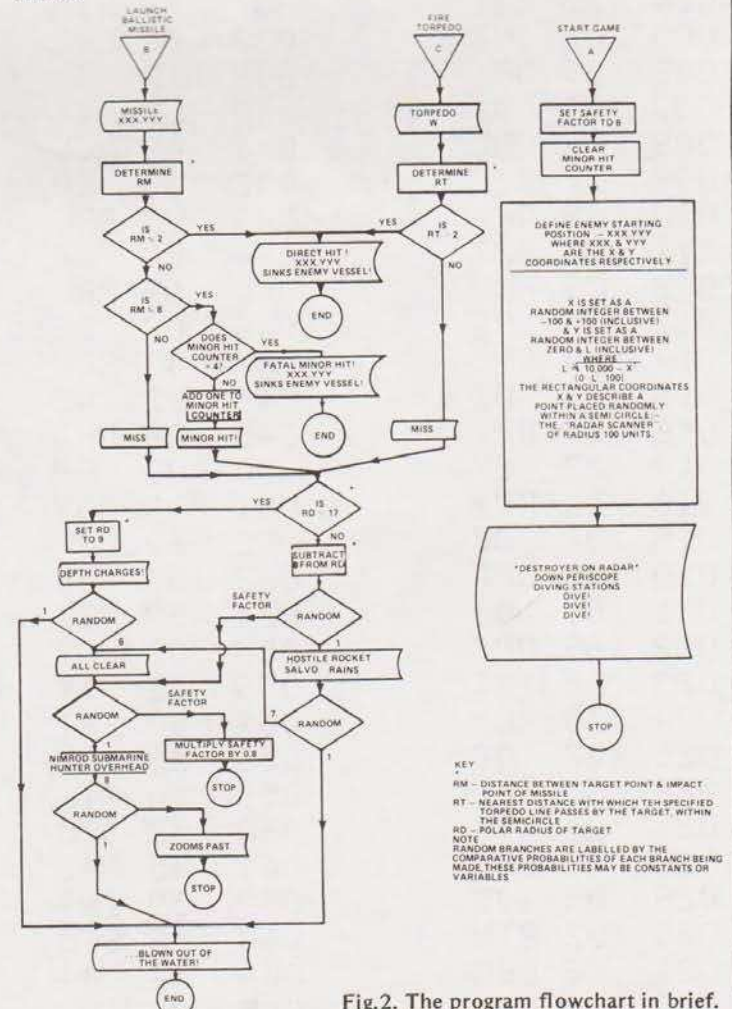 LAUNCH
BALLISTIC
MISSILE
B
MISSILE
XXX.YYY
DETERMINE
RM
IS
RM < 2
YES
NO
IS
RM < 8
YES
NO
DOES
MINOR HIT
COUNTER
= 4?
YES
NO
ADD ONE TO
MINOR HIT
COUNTER
MINOR HIT!
MISS
FIRE
TORPEDO
C
TORPEDO
W
DETERMINE
RT
IS
RT < 2
YES
NO
DIRECT HIT !
XXX,YYY
SINKS ENEMY VESSEL!
END
FATAL MINOR HIT!
XXX YYY
SINKS ENEMY VESSEL!
END
MISS
IS
RD < 17
YES
NO
SET RD
TO 9
DEPTH CHARGES!
1
RANDOM
6
ALL CLEAR
RANDOM
SAFETY
FACTOR
1
MULTIPLY SAFETY
FACTOR BY 0.8
STOP
NIMROD SUBMARINE
HUNTER OVERHEAD
8
RANDOM
1
ZOOMS PAST
STOP
SUBTRACT
8 FROM RD
SAFETY
FACTOR
RANDOM
1
HOSTILE ROCKET
SALVO RAINS
7
RANDOM
1
...BLOWN OUT OF
THE WATER!
END
START GAME
A
SET SAFETY
FACTOR TO 8
CLEAR
MINOR HIT
COUNTER
DEFINE ENEMY STARTING
POSITION – XXX YYY
WHERE XXX, & YYY
ARE THE X & Y
COORDINATES RESPECTIVELY
X IS SET AS A
RANDOM INTEGER BETWEEN
–100 & +100 (INCLUSIVE)
& Y IS SET AS A
RANDOM INTEGER BETWEEN
ZERO & L (INCLUSIVE)
WHERE
L 10,000 – X
(0 L 100)
THE RECTANGULAR COORDINATES
X & Y DESCRIBE A
POINT PLACED RANDOMLY
WITHIN A SEMI CIRCLE –
THE "RADAR SCANNER"
OF RADIUS 100 UNITS.
"DESTROYER ON RADAR"
DOWN PERISCOPE
DIVING STATIONS
DIVE!
DIVE!
DIVE!
STOP
KEY
RM – DISTANCE BETWEEN TARGET POINT & IMPACT
POINT OF MISSILE
RT – NEAREST DISTANCE WITH WHICH TEH SPECIFIED
TORPEDO LINE PASSES BY THE TARGET, WITHIN
THE SEMICIRCLE
RD – POLAR RADIUS OF TARGET
NOTE
RANDOM BRANCHES ARE LABELLED BY THE
COMPARATIVE PROBABILITIES OF EACH BRANCH BEING
MADE, THESE PROBABILITIES MAY BE CONSTANTS OR
VARIABLES
Fig.2. The program flowchart in brief.